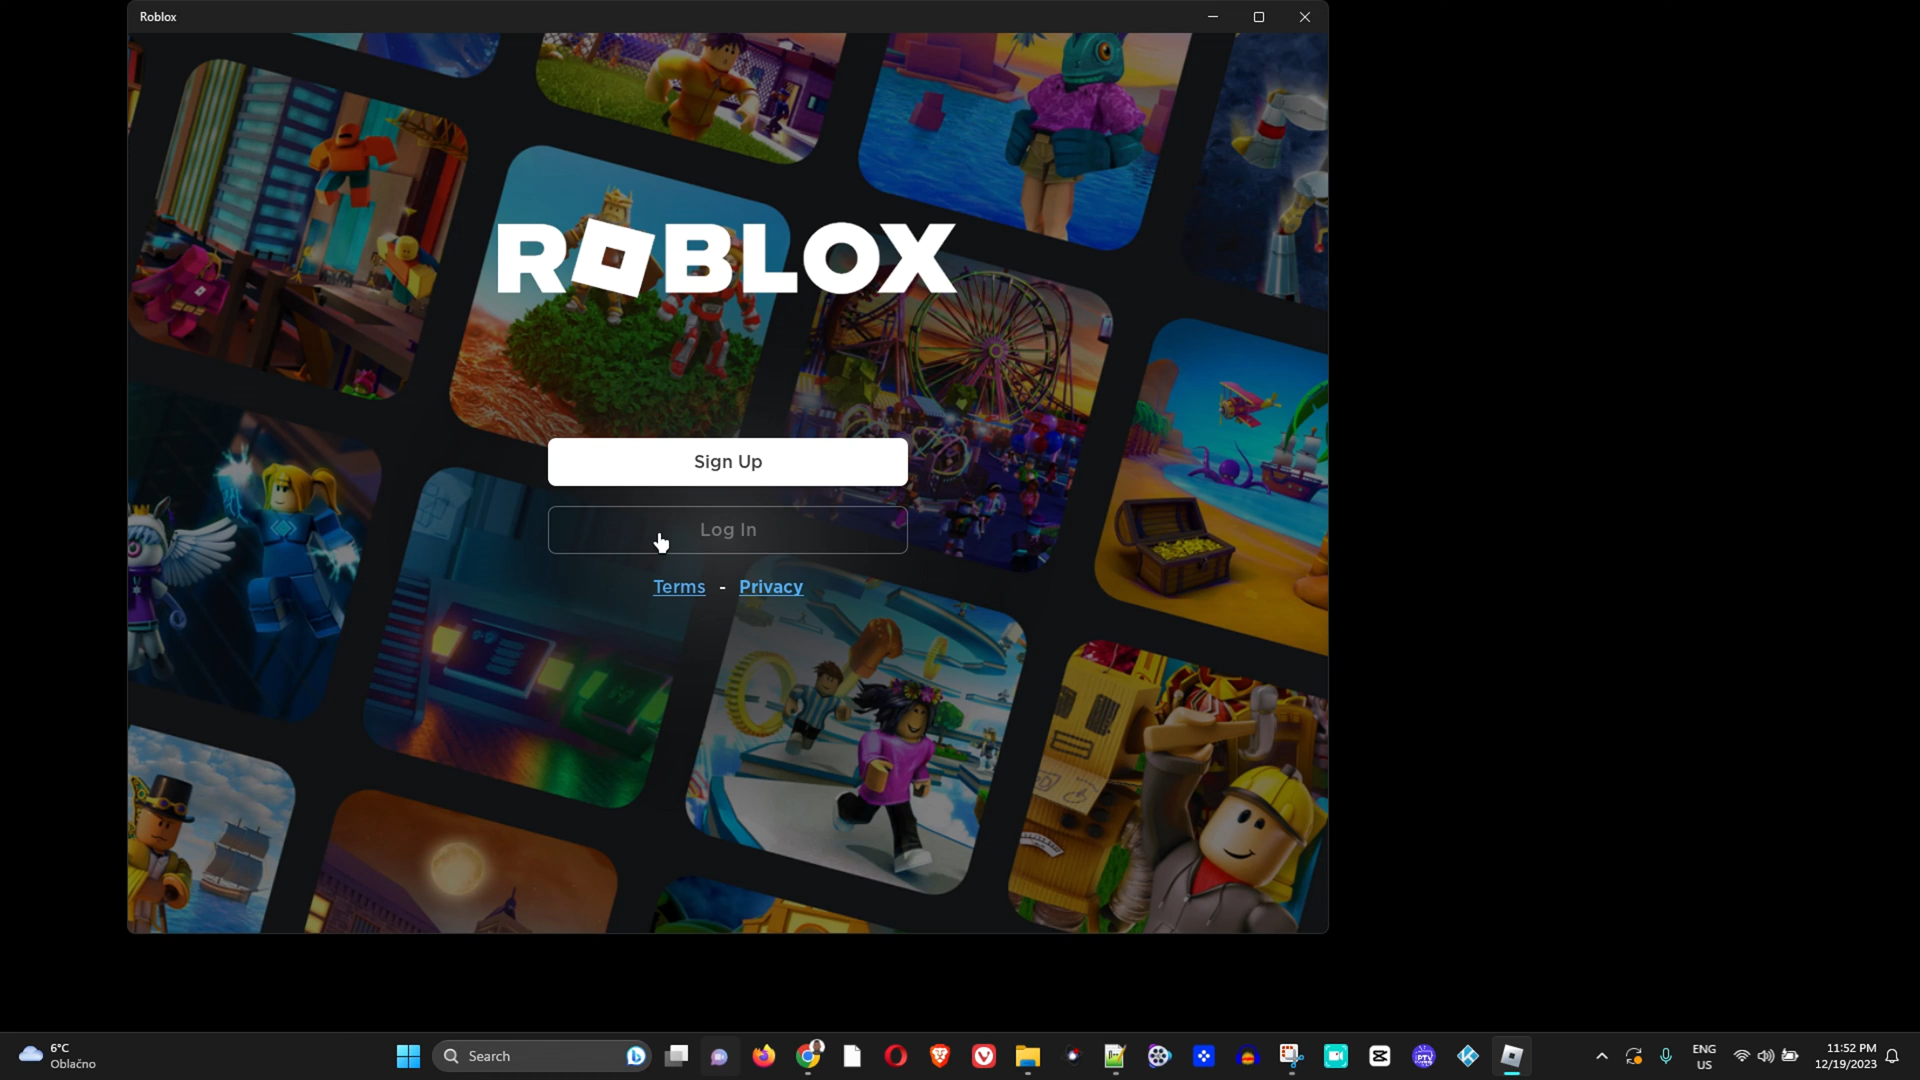 Roblox
ROBLOX
Sign Up
Log In
Terms - Privacy
6°C
Oblačno
Search
ENG
US
11:52 PM
12/19/2023